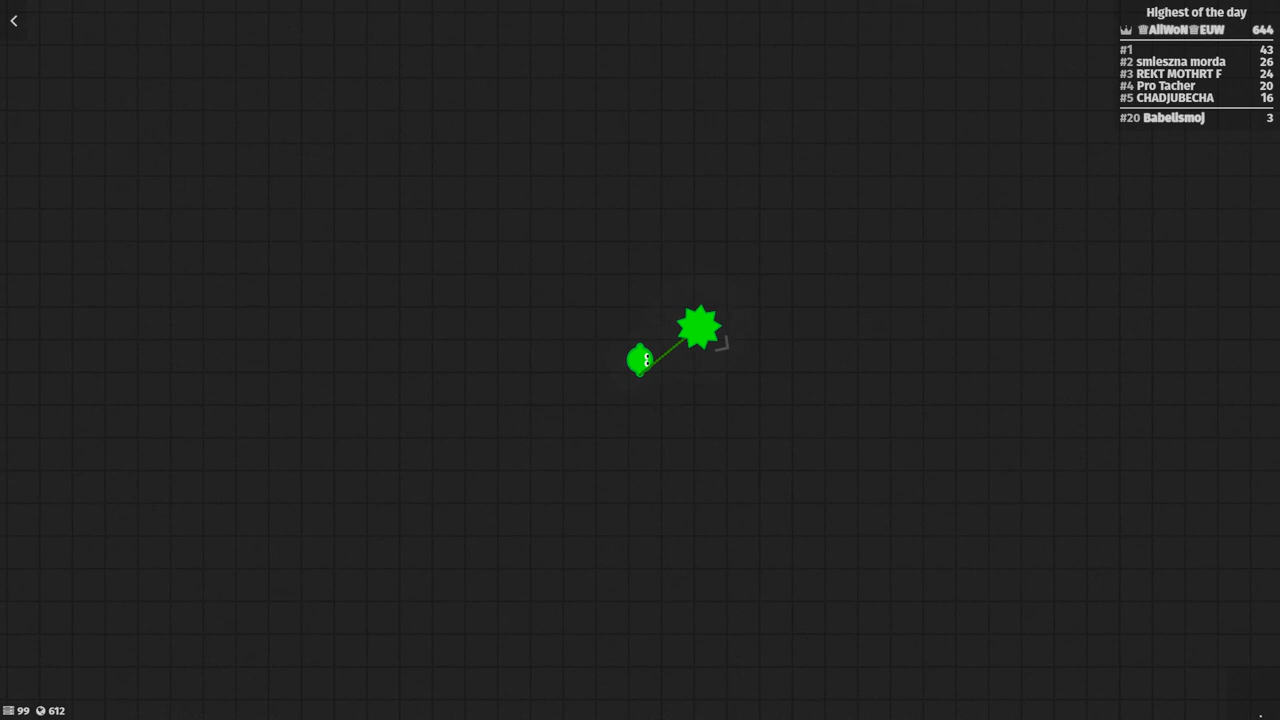 Highest of the day
♕AllWoN♕EUW 644
#1 43
#2 smieszna morda 26
#3 REKT MOTHRT F 24
#4 Pro Tacher 20
#5 CHADJUBECHA 16
#20 Babelismoj 3
99 612